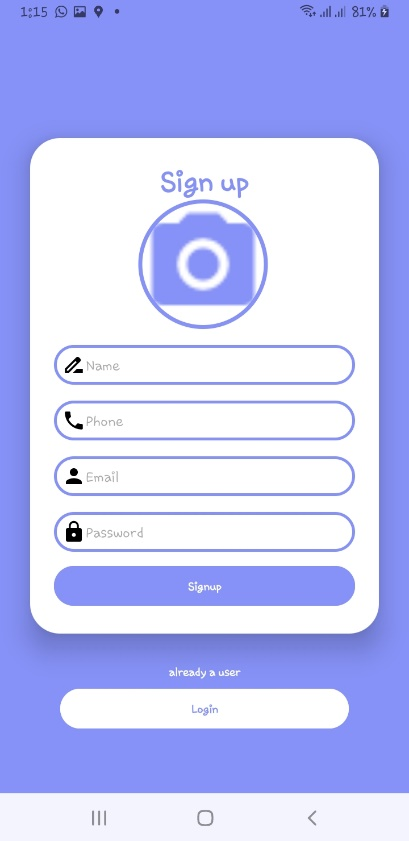 1:15 81%
Sign up
Name
Phone
Email
Password
Signup
already a user
Login